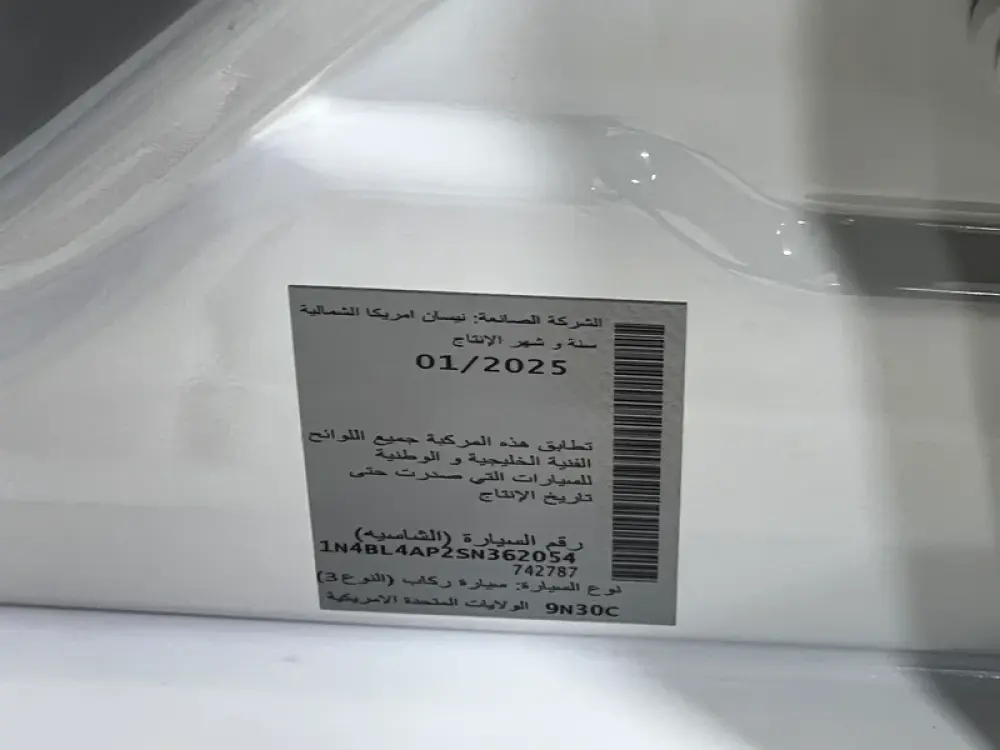 الشركة الصانعة: نيسان امريكا الشمالية
سنة و شهر الإنتاج
01/2025
تطابق هذه المركبة جميع اللوائح
الفنية الخليجية و الوطنية
للسيارات التي صدرت حتى
تاريخ الإنتاج
رقم السيارة (الشاسيه)
1N4BL4AP2SN362054
742787
نوع السيارة: سيارة ركاب (النوع 3)
9N30C الولايات المتحدة الامريكية